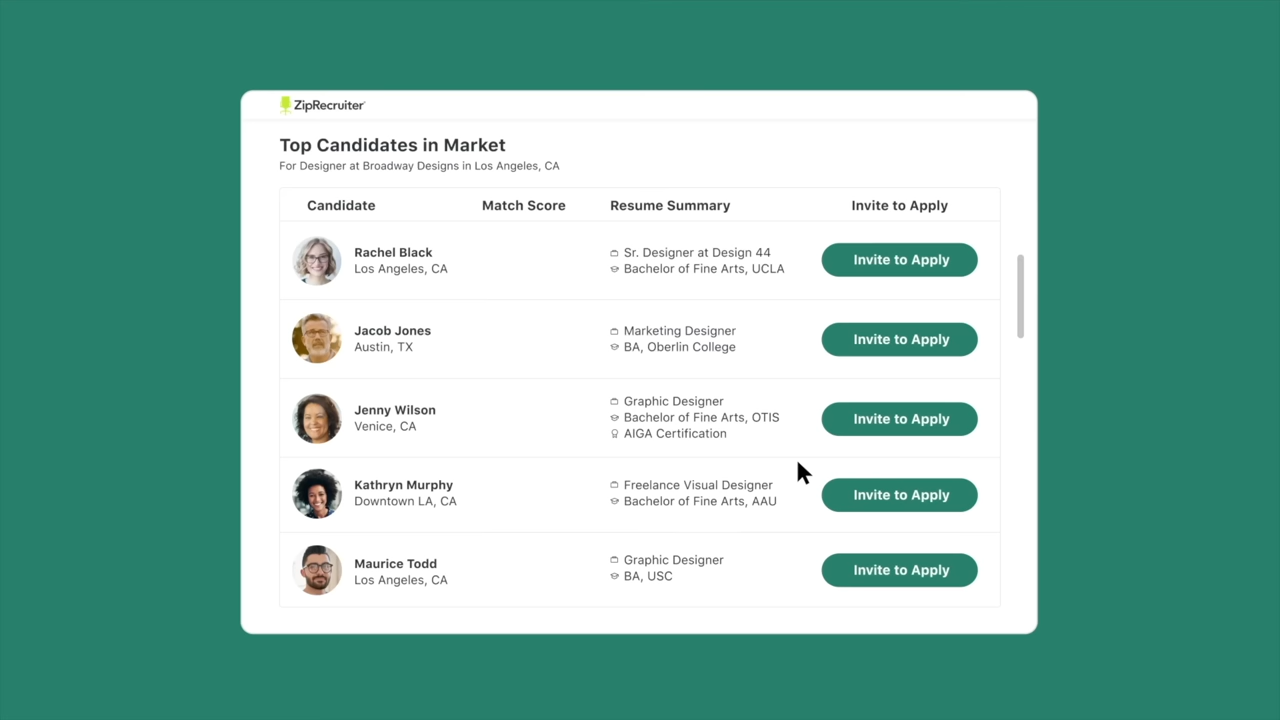 ZipRecruiter
Top Candidates in Market
For Designer at Broadway Designs in Los Angeles, CA
Candidate Match Score Resume Summary Invite to Apply
Rachel Black
Los Angeles, CA
Sr. Designer at Design 44
Bachelor of Fine Arts, UCLA
Invite to Apply
Jacob Jones
Austin, TX
Marketing Designer
BA, Oberlin College
Invite to Apply
Jenny Wilson
Venice, CA
Graphic Designer
Bachelor of Fine Arts, OTIS
AIGA Certification
Invite to Apply
Kathryn Murphy
Downtown LA, CA
Freelance Visual Designer
Bachelor of Fine Arts, AAU
Invite to Apply
Maurice Todd
Los Angeles, CA
Graphic Designer
BA, USC
Invite to Apply